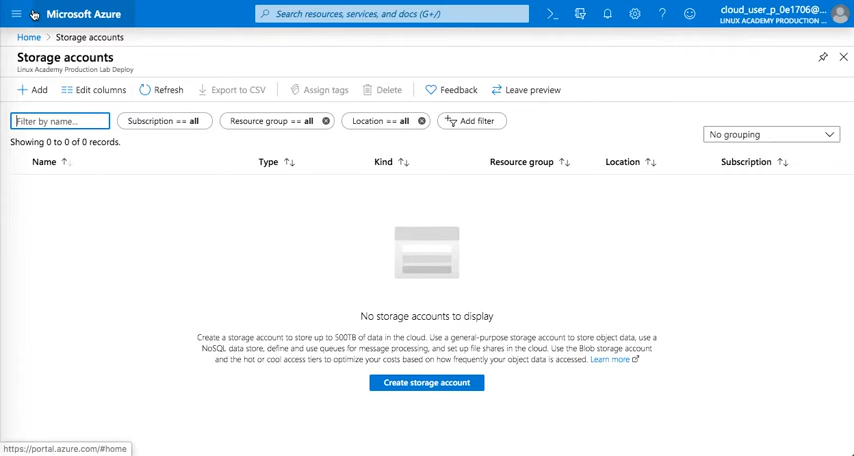 Microsoft Azure
Search resources, services, and docs (G+/)
cloud_user_p_0e1706@...
LINUX ACADEMY PRODUCTION ...
Home > Storage accounts
Storage accounts
Linux Academy Production Lab Deploy
+ Add
Edit columns
Refresh
Export to CSV
Assign tags
Delete
Feedback
Leave preview
Filter by name...
Subscription == all
Resource group == all
Location == all
Add filter
Showing 0 to 0 of 0 records.
No grouping
Name
Type
Kind
Resource group
Location
Subscription
No storage accounts to display
Create a storage account to store up to 500TB of data in the cloud. Use a general-purpose storage account to store object data, use a
NoSQL data store, define and use queues for message processing, and set up file shares in the cloud. Use the Blob storage account
and the hot or cool access tiers to optimize your costs based on how frequently your object data is accessed. Learn more
Create storage account
https://portal.azure.com/#home